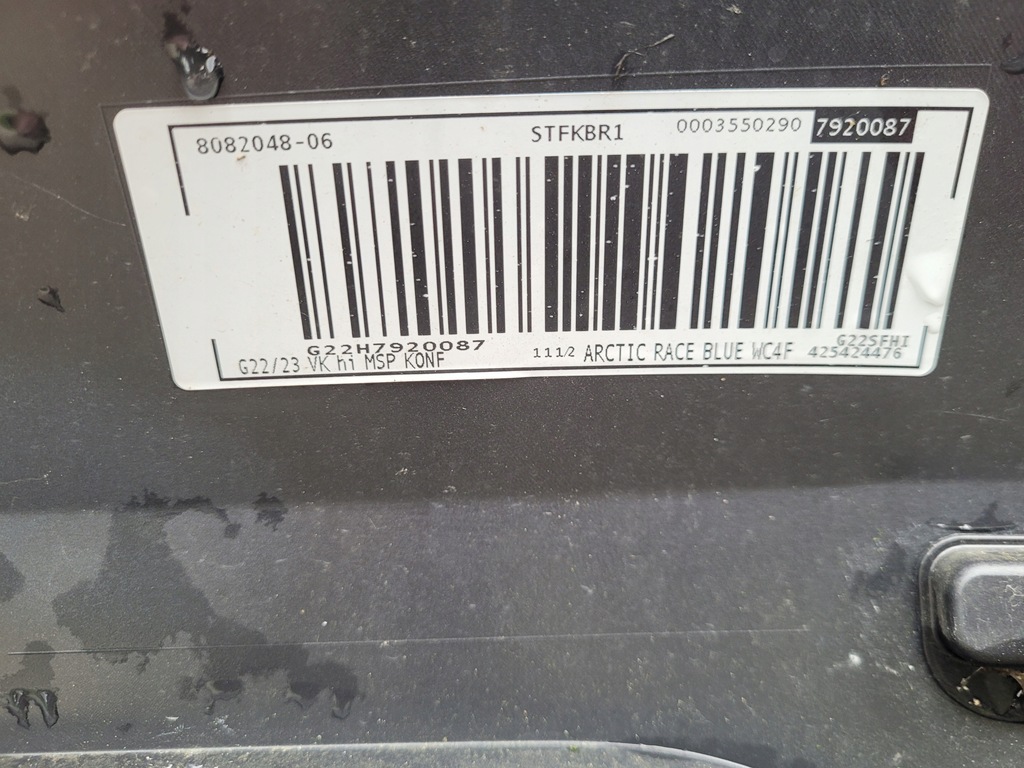 8082048-06 STFKBR1 0003550290 7920087
G22H7920087 G22SFHI
G22/23 VK hi MSP KONF 111/2 ARCTIC RACE BLUE WC4F 425424476